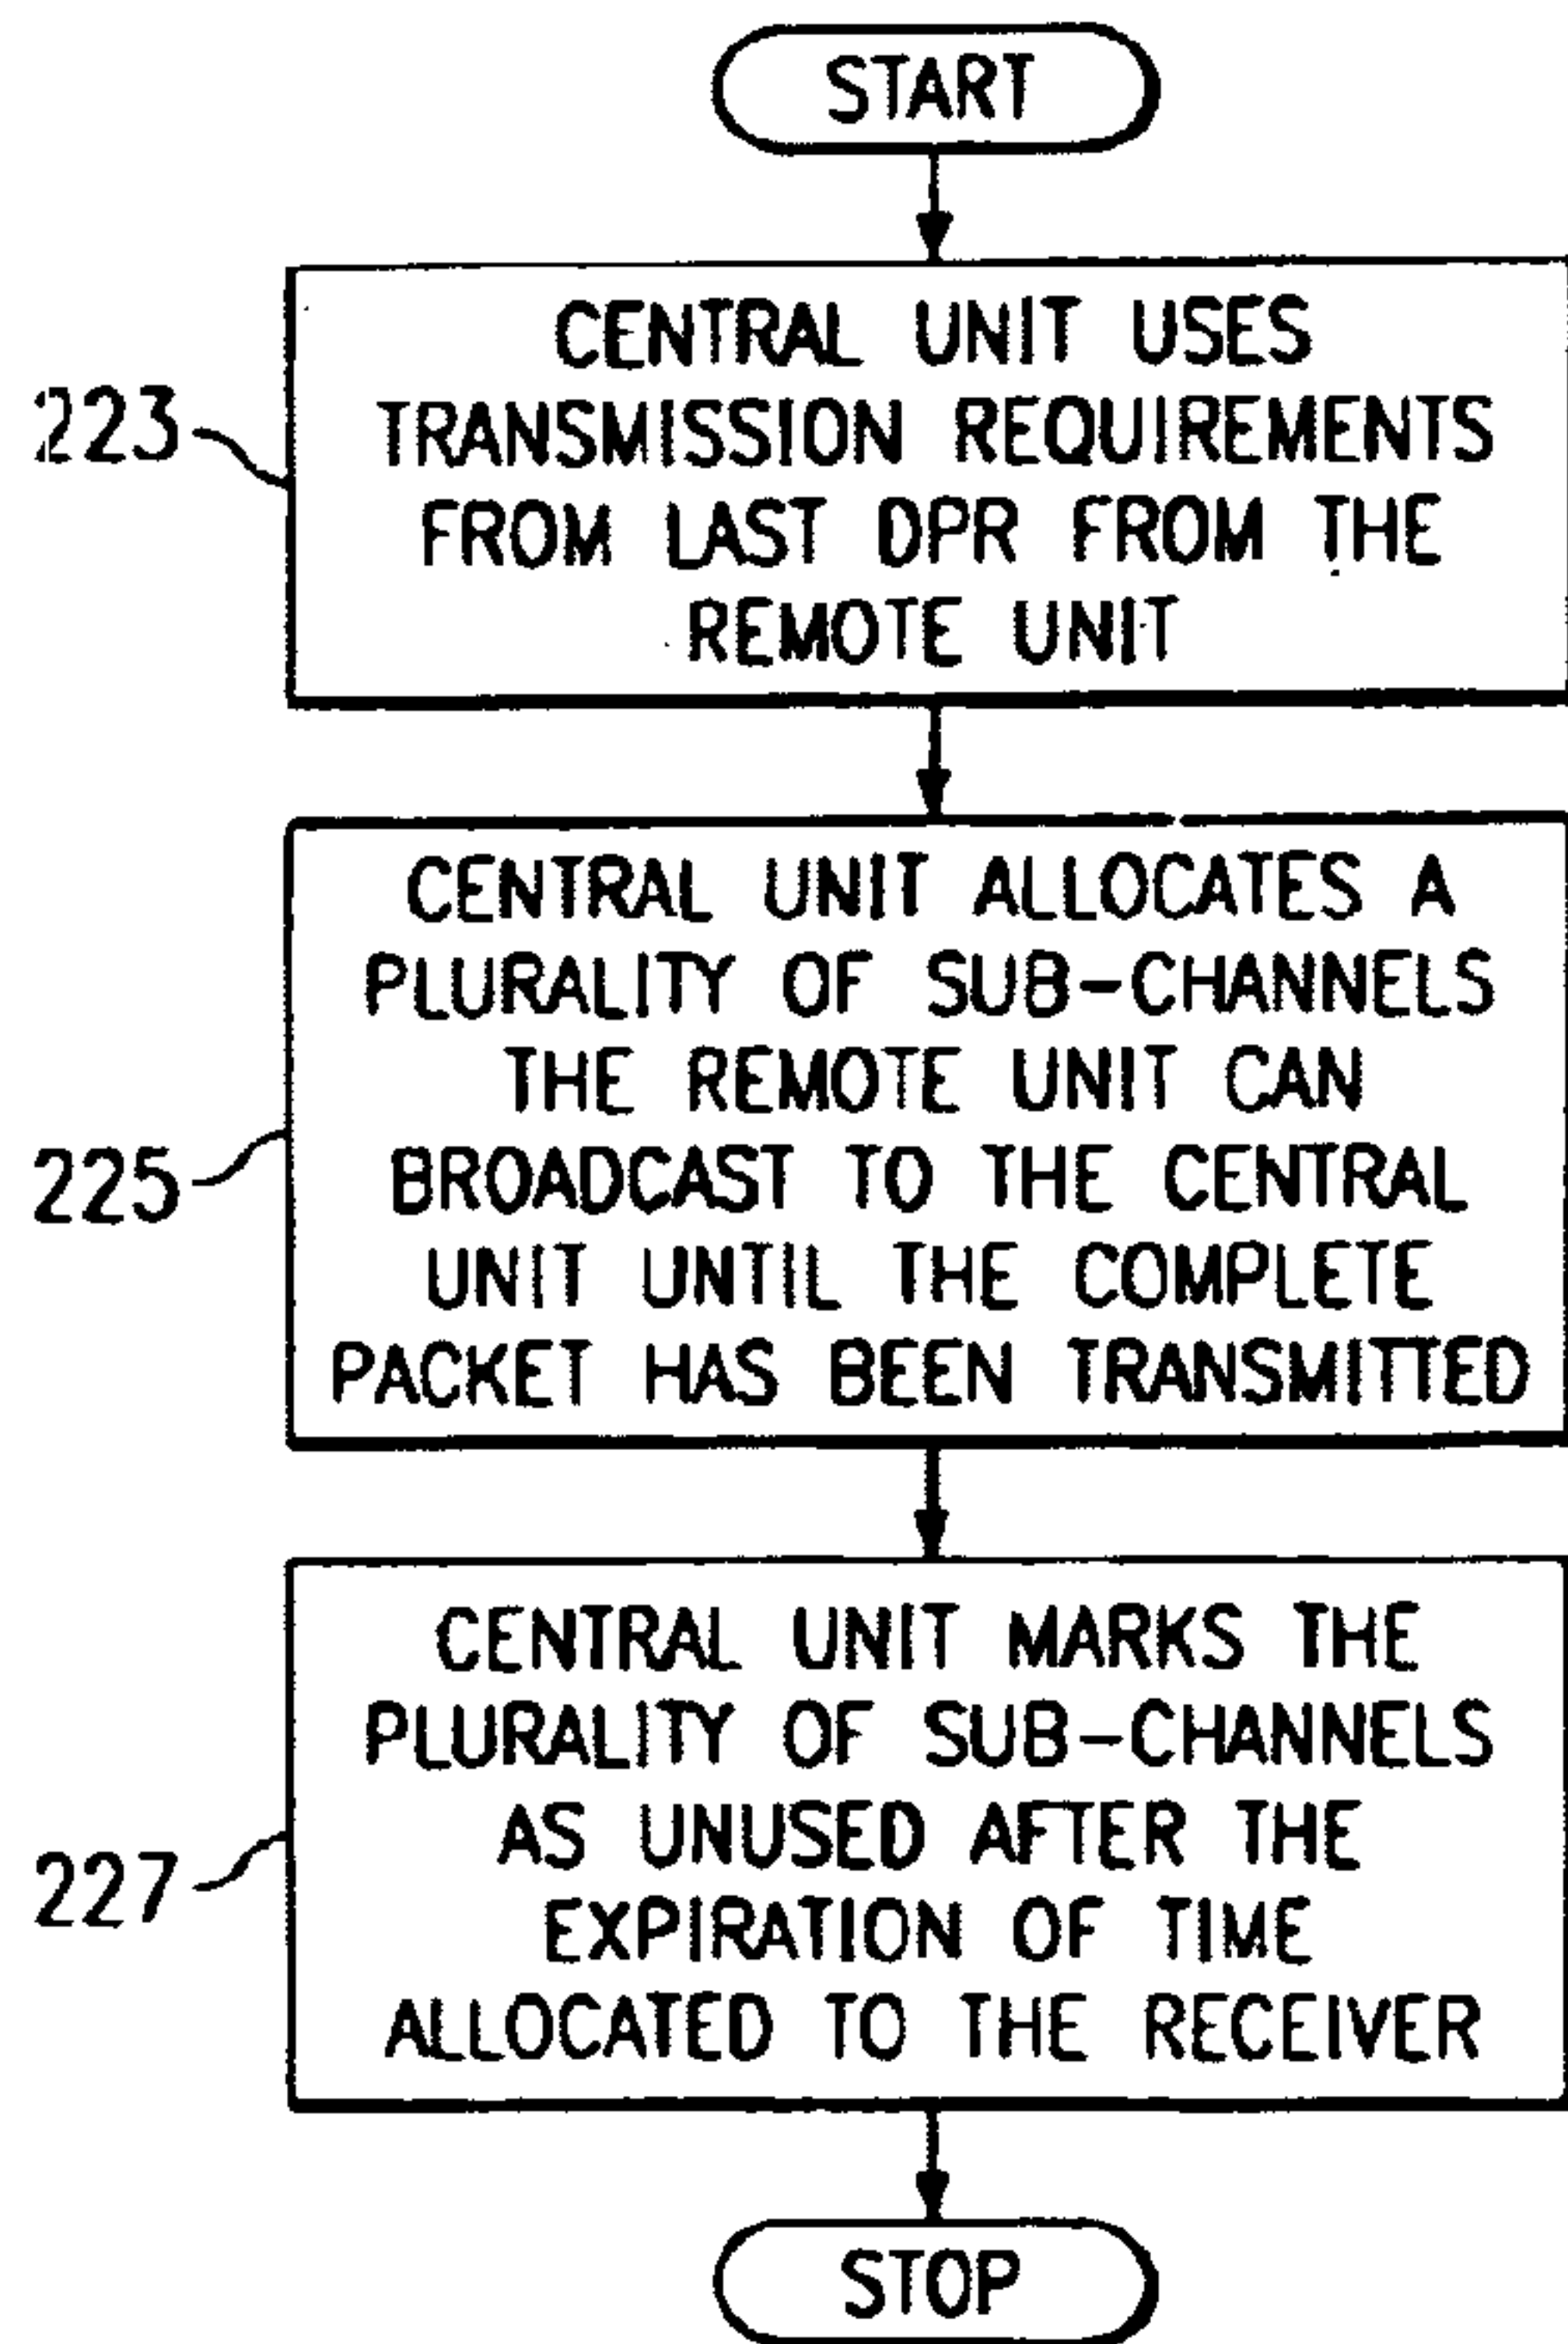 START
CENTRAL UNIT USES
TRANSMISSION REQUIREMENTS
FROM LAST DPR FROM THE
REMOTE UNIT
223
CENTRAL UNIT ALLOCATES A
PLURALITY OF SUB-CHANNELS
THE REMOTE UNIT CAN
BROADCAST TO THE CENTRAL
UNIT UNTIL THE COMPLETE
PACKET HAS BEEN TRANSMITTED
225
CENTRAL UNIT MARKS THE
PLURALITY OF SUB-CHANNELS
AS UNUSED AFTER THE
EXPIRATION OF TIME
ALLOCATED TO THE RECEIVER
227
STOP